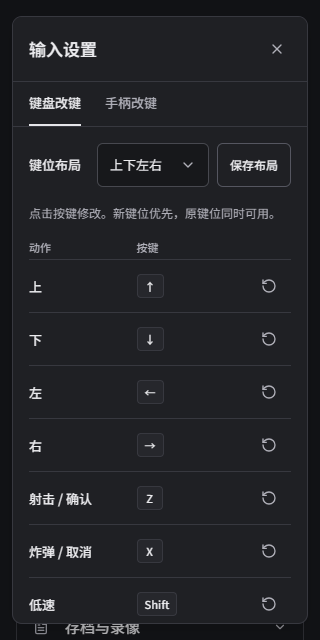 输入设置
键盘改键 手柄改键
键位布局 上下左右 保存布局
点击按键修改。新键位优先，原键位同时可用。
动作 按键
上 ↑
下 ↓
左 ←
右 →
射击 / 确认 Z
炸弹 / 取消 X
低速 Shift
存档与录像